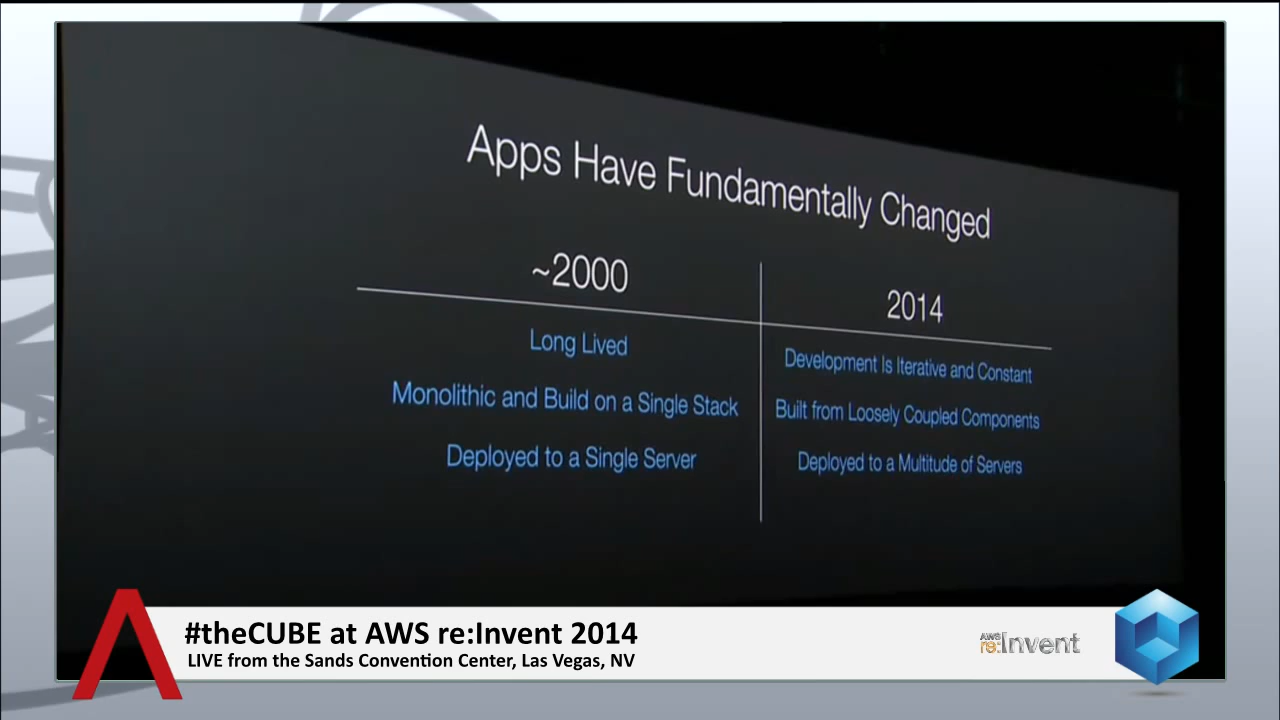 Apps Have Fundamentally Changed
~2000
2014
Long Lived
Development Is Iterative and Constant
Monolithic and Build on a Single Stack
Built from Loosely Coupled Components
Deployed to a Single Server
Deployed to a Multitude of Servers
#theCUBE at AWS re:Invent 2014
LIVE from the Sands Convention Center, Las Vegas, NV
AWS
re:Invent